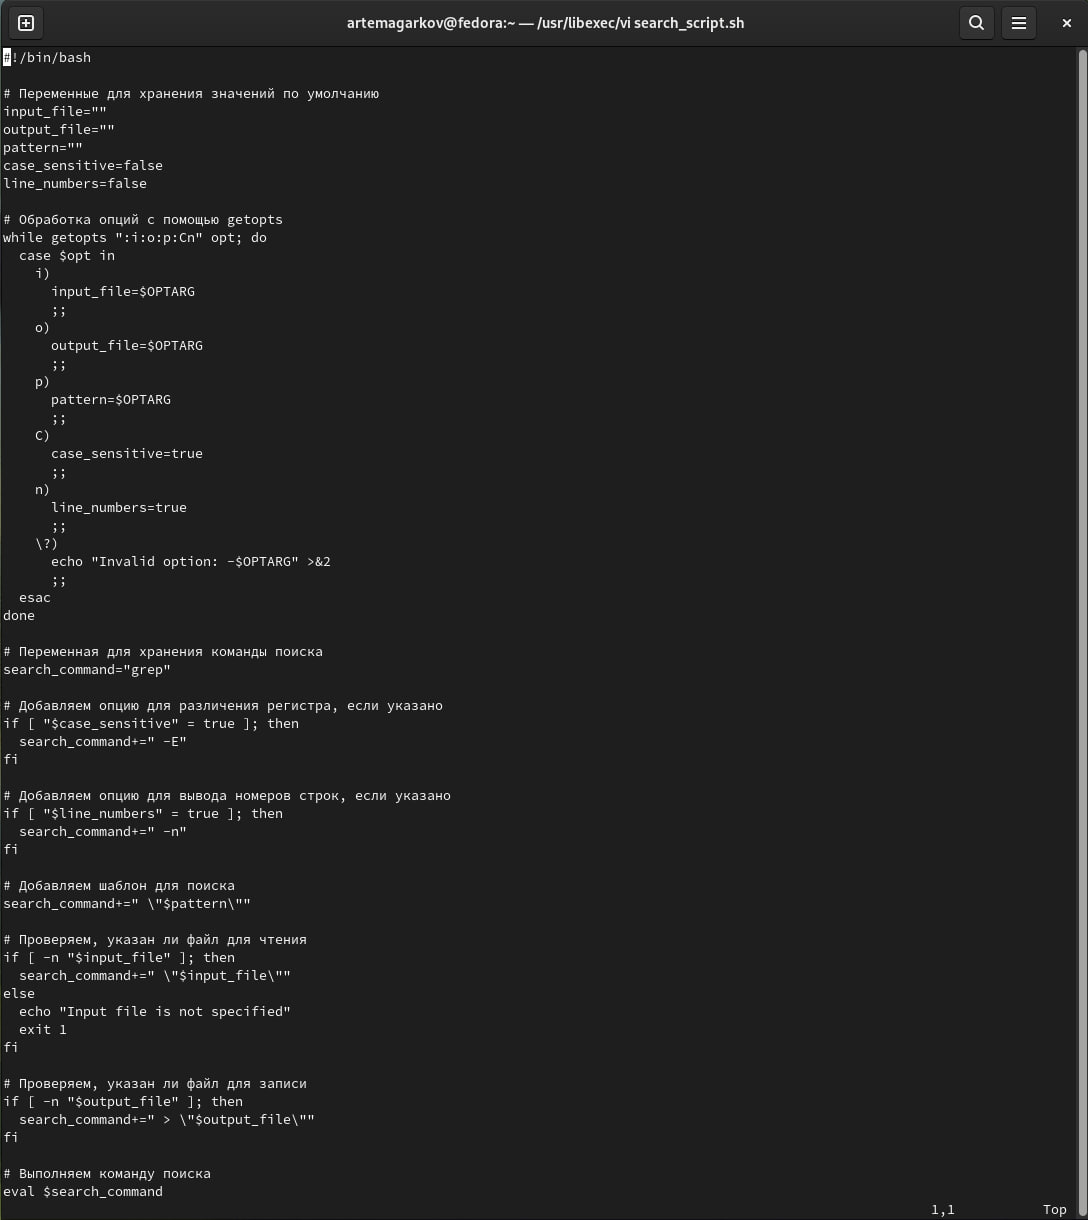 artemagarkov@fedora:~ — /usr/libexec/vi search_script.sh
#!/bin/bash

# Переменные для хранения значений по умолчанию
input_file=""
output_file=""
pattern=""
case_sensitive=false
line_numbers=false

# Обработка опций с помощью getopts
while getopts ":i:o:p:Cn" opt; do
  case $opt in
    i)
      input_file=$OPTARG
      ;;
    o)
      output_file=$OPTARG
      ;;
    p)
      pattern=$OPTARG
      ;;
    C)
      case_sensitive=true
      ;;
    n)
      line_numbers=true
      ;;
    \?)
      echo "Invalid option: -$OPTARG" >&2
      ;;
  esac
done

# Переменная для хранения команды поиска
search_command="grep"

# Добавляем опцию для различения регистра, если указано
if [ "$case_sensitive" = true ]; then
  search_command+=" -E"
fi

# Добавляем опцию для вывода номеров строк, если указано
if [ "$line_numbers" = true ]; then
  search_command+=" -n"
fi

# Добавляем шаблон для поиска
search_command+=" \"$pattern\""

# Проверяем, указан ли файл для чтения
if [ -n "$input_file" ]; then
  search_command+=" \"$input_file\""
else
  echo "Input file is not specified"
  exit 1
fi

# Проверяем, указан ли файл для записи
if [ -n "$output_file" ]; then
  search_command+=" > \"$output_file\""
fi

# Выполняем команду поиска
eval $search_command
1,1 Top